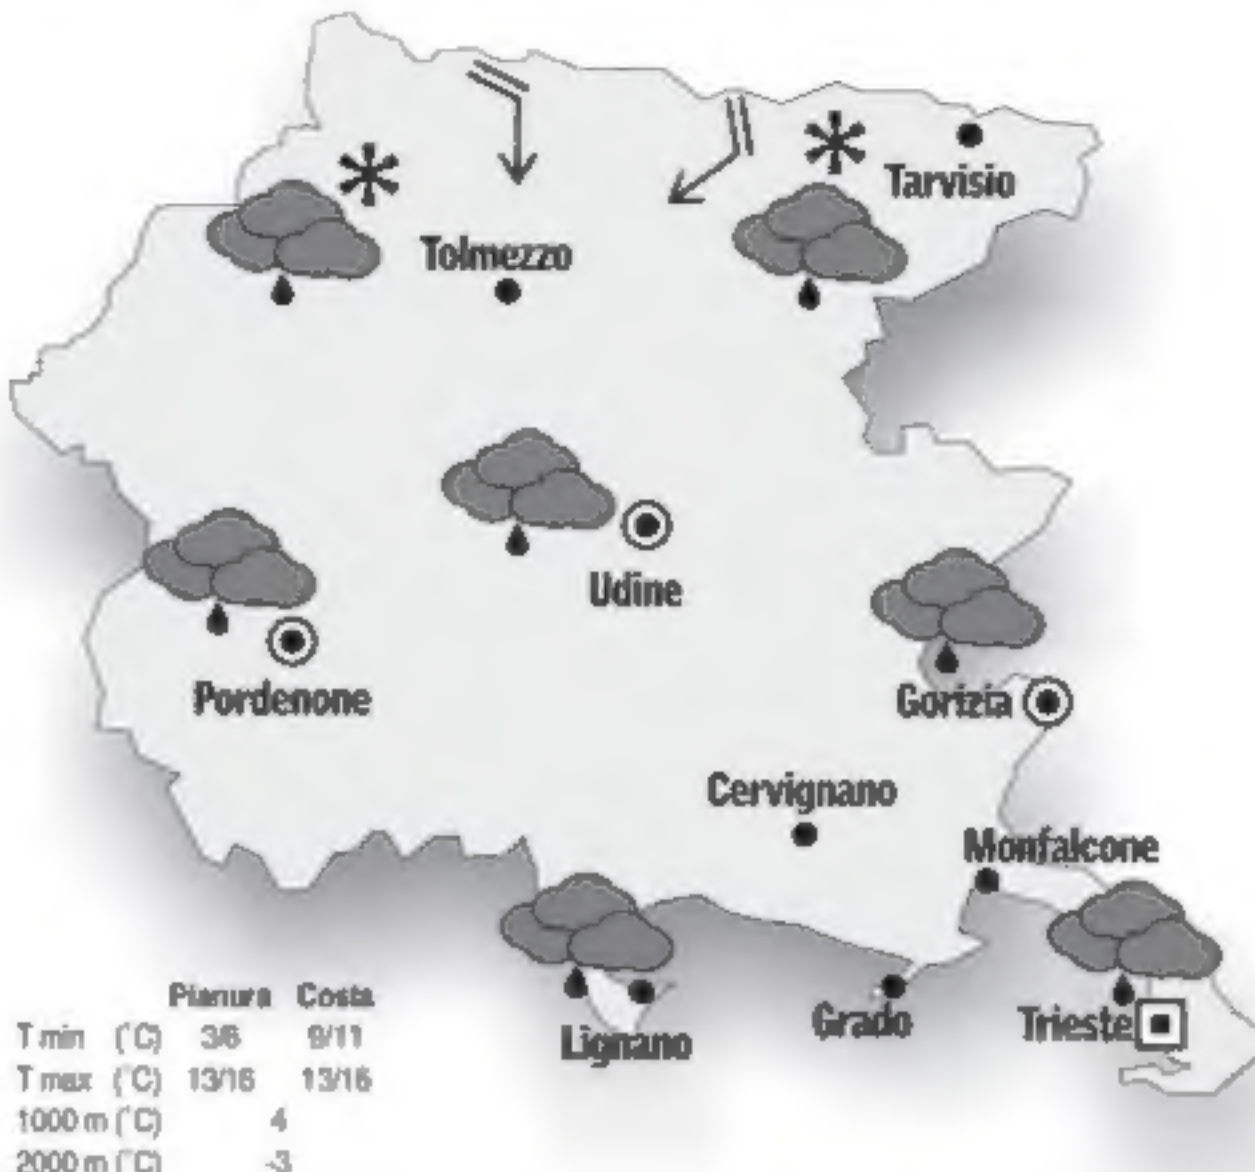 Tarvisio
Tolmezzo
Udine
Pordenone
Gorizia
Cervignano
Monfalcone
Grado
Trieste
Lignano
Pianura Costa
T min (°C) 3/6 9/11
T max (°C) 13/16 13/16
1000 m (°C) 4
2000 m (°C) -3